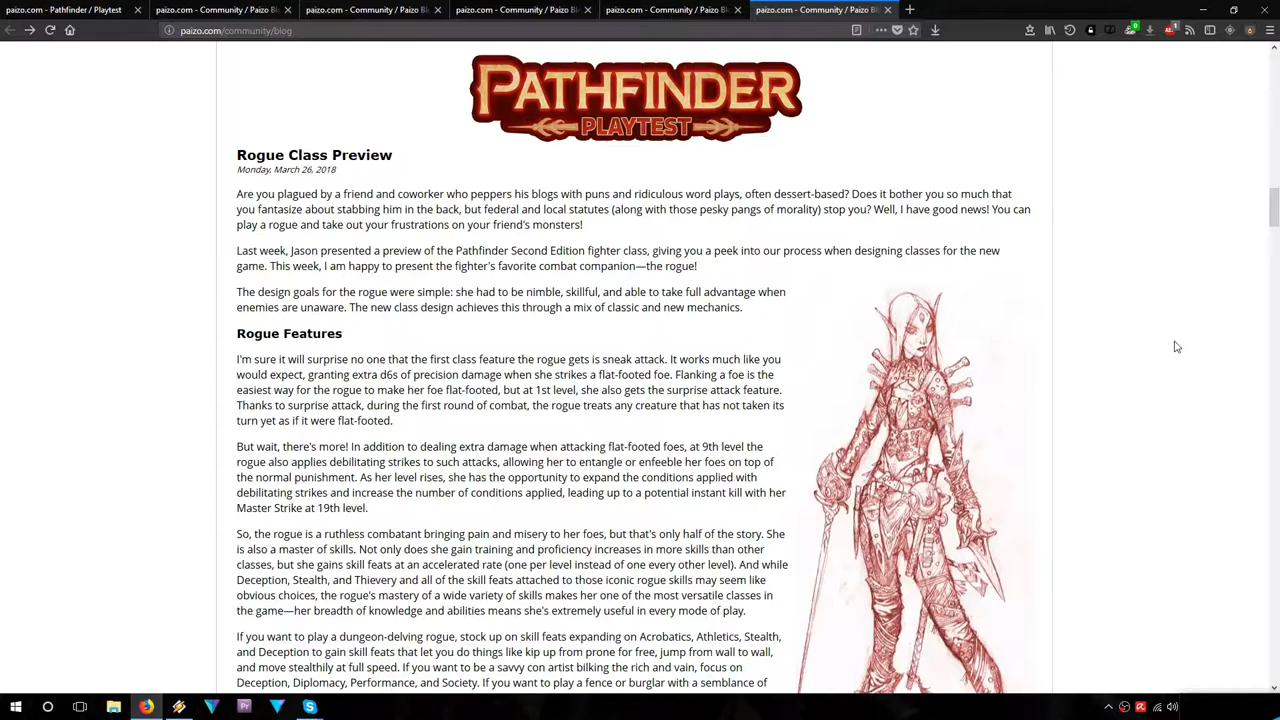 paizo.com - Pathfinder / Playtest
paizo.com - Community / Paizo Bl
paizo.com - Community / Paizo Bl
paizo.com - Community / Paizo Bl
paizo.com - Community / Paizo Bl
paizo.com - Community / Paizo Bl
paizo.com/community/blog
PATHFINDER
PLAYTEST
Rogue Class Preview
Monday, March 26, 2018
Are you plagued by a friend and coworker who peppers his blogs with puns and ridiculous word plays, often dessert-based? Does it bother you so much that
you fantasize about stabbing him in the back, but federal and local statutes (along with those pesky pangs of morality) stop you? Well, I have good news! You can
play a rogue and take out your frustrations on your friend's monsters!
Last week, Jason presented a preview of the Pathfinder Second Edition fighter class, giving you a peek into our process when designing classes for the new
game. This week, I am happy to present the fighter's favorite combat companion—the rogue!
The design goals for the rogue were simple: she had to be nimble, skillful, and able to take full advantage when
enemies are unaware. The new class design achieves this through a mix of classic and new mechanics.
Rogue Features
I'm sure it will surprise no one that the first class feature the rogue gets is sneak attack. It works much like you
would expect, granting extra d6s of precision damage when she strikes a flat-footed foe. Flanking a foe is the
easiest way for the rogue to make her foe flat-footed, but at 1st level, she also gets the surprise attack feature.
Thanks to surprise attack, during the first round of combat, the rogue treats any creature that has not taken its
turn yet as if it were flat-footed.
But wait, there's more! In addition to dealing extra damage when attacking flat-footed foes, at 9th level the
rogue also applies debilitating strikes to such attacks, allowing her to entangle or enfeeble her foes on top of
the normal punishment. As her level rises, she has the opportunity to expand the conditions applied with
debilitating strikes and increase the number of conditions applied, leading up to a potential instant kill with her
Master Strike at 19th level.
So, the rogue is a ruthless combatant bringing pain and misery to her foes, but that's only half of the story. She
is also a master of skills. Not only does she gain training and proficiency increases in more skills than other
classes, but she gains skill feats at an accelerated rate (one per level instead of one every other level). And while
Deception, Stealth, and Thievery and all of the skill feats attached to those iconic rogue skills may seem like
obvious choices, the rogue's mastery of a wide variety of skills makes her one of the most versatile classes in
the game—her breadth of knowledge and abilities means she's extremely useful in every mode of play.
If you want to play a dungeon-delving rogue, stock up on skill feats expanding on Acrobatics, Athletics, Stealth,
and Deception to gain skill feats that let you do things like kip up from prone for free, jump from wall to wall,
and move stealthily at full speed. If you want to be a savvy con artist bilking the rich and vain, focus on
Deception, Diplomacy, Performance, and Society. If you want to play a fence or burglar with a semblance of